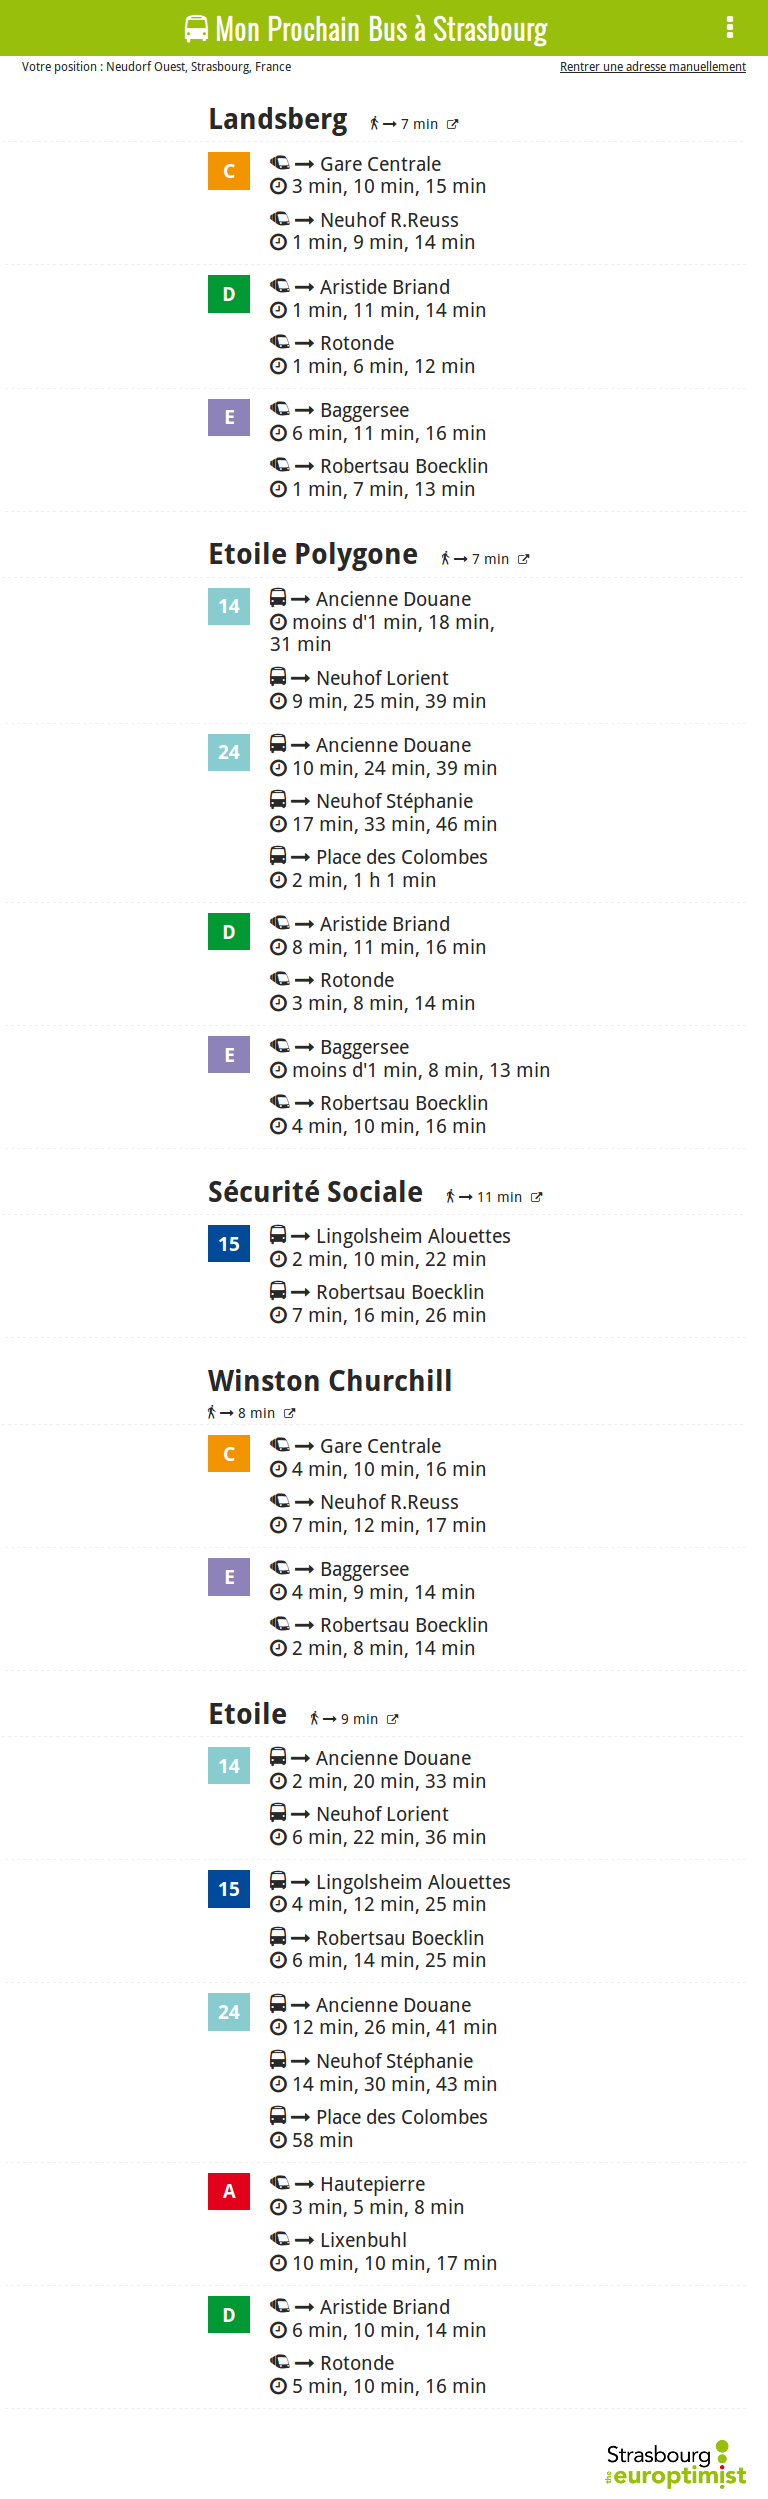 Mon Prochain Bus à Strasbourg
Votre position : Neudorf Ouest, Strasbourg, France
Rentrer une adresse manuellement
Landsberg 7 min
C Gare Centrale
3 min, 10 min, 15 min
Neuhof R.Reuss
1 min, 9 min, 14 min
D Aristide Briand
1 min, 11 min, 14 min
Rotonde
1 min, 6 min, 12 min
E Baggersee
6 min, 11 min, 16 min
Robertsau Boecklin
1 min, 7 min, 13 min
Etoile Polygone 7 min
14 Ancienne Douane
moins d'1 min, 18 min,
31 min
Neuhof Lorient
9 min, 25 min, 39 min
24 Ancienne Douane
10 min, 24 min, 39 min
Neuhof Stéphanie
17 min, 33 min, 46 min
Place des Colombes
2 min, 1 h 1 min
D Aristide Briand
8 min, 11 min, 16 min
Rotonde
3 min, 8 min, 14 min
E Baggersee
moins d'1 min, 8 min, 13 min
Robertsau Boecklin
4 min, 10 min, 16 min
Sécurité Sociale 11 min
15 Lingolsheim Alouettes
2 min, 10 min, 22 min
Robertsau Boecklin
7 min, 16 min, 26 min
Winston Churchill
8 min
C Gare Centrale
4 min, 10 min, 16 min
Neuhof R.Reuss
7 min, 12 min, 17 min
E Baggersee
4 min, 9 min, 14 min
Robertsau Boecklin
2 min, 8 min, 14 min
Etoile 9 min
14 Ancienne Douane
2 min, 20 min, 33 min
Neuhof Lorient
6 min, 22 min, 36 min
15 Lingolsheim Alouettes
4 min, 12 min, 25 min
Robertsau Boecklin
6 min, 14 min, 25 min
24 Ancienne Douane
12 min, 26 min, 41 min
Neuhof Stéphanie
14 min, 30 min, 43 min
Place des Colombes
58 min
A Hautepierre
3 min, 5 min, 8 min
Lixenbuhl
10 min, 10 min, 17 min
D Aristide Briand
6 min, 10 min, 14 min
Rotonde
5 min, 10 min, 16 min
Strasbourg
the europtimist